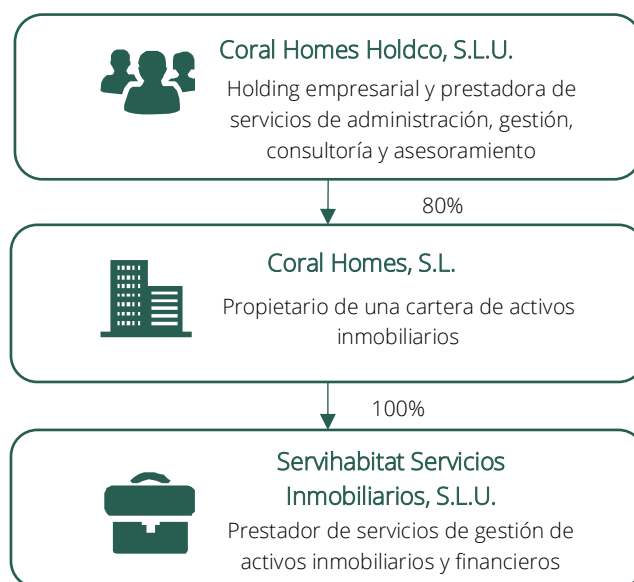 Coral Homes Holdco, S.L.U.
Holding empresarial y prestadora de
servicios de administración, gestión,
consultoría y asesoramiento
80%
Coral Homes, S.L.
Propietario de una cartera de activos
inmobiliarios
100%
Servihabitat Servicios
Inmobiliarios, S.L.U.
Prestador de servicios de gestión de
activos inmobiliarios y financieros